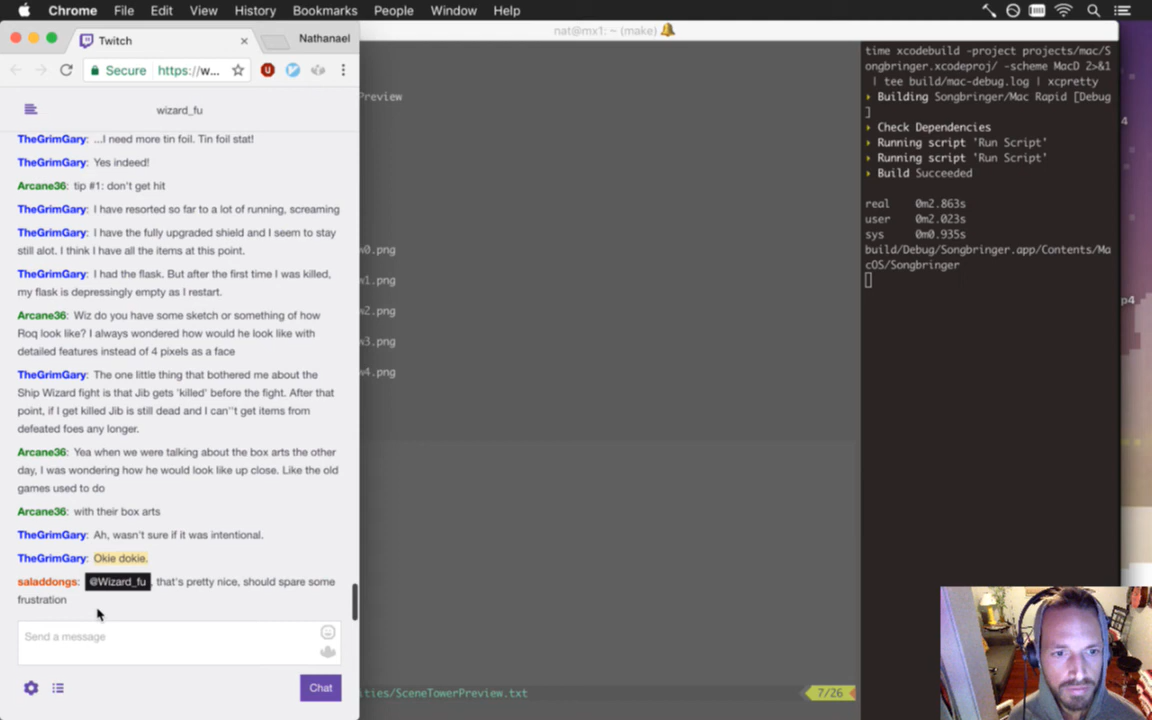 Chrome File Edit View History Bookmarks People Window Help
Twitch
Nathanael
Secure https://w...
wizard_fu
TheGrimGary: ...I need more tin foil. Tin foil stat!
TheGrimGary: Yes indeed!
Arcane36: tip #1: don't get hit
TheGrimGary: I have resorted so far to a lot of running, screaming
TheGrimGary: I have the fully upgraded shield and I seem to stay
still alot. I think I have all the items at this point.
TheGrimGary: I had the flask. But after the first time I was killed,
my flask is depressingly empty as I restart.
Arcane36: Wiz do you have some sketch or something of how
Roq look like? I always wondered how would he look like with
detailed features instead of 4 pixels as a face
TheGrimGary: The one little thing that bothered me about the
Ship Wizard fight is that Jib gets 'killed' before the fight. After that
point, if I get killed Jib is still dead and I can''t get items from
defeated foes any longer.
Arcane36: Yea when we were talking about the box arts the other
day, I was wondering how he would look like up close. Like the old
games used to do
Arcane36: with their box arts
TheGrimGary: Ah, wasn't sure if it was intentional.
TheGrimGary: Okie dokie.
saladdongs: @Wizard_fu, that's pretty nice, should spare some
frustration
Send a message
Chat
nat@mx1: ~ (make)
Preview
w0.png
w1.png
w2.png
w3.png
w4.png
ities/SceneTowerPreview.txt
7/26
time xcodebuild -project projects/mac/S
ongbringer.xcodeproj/ -scheme MacD 2>&1
| tee build/mac-debug.log | xcpretty
Building Songbringer/Mac Rapid [Debug
]
Check Dependencies
Running script 'Run Script'
Running script 'Run Script'
Build Succeeded
real 0m2.863s
user 0m2.023s
sys 0m0.935s
build/Debug/Songbringer.app/Contents/Ma
cOS/Songbringer
4
p4